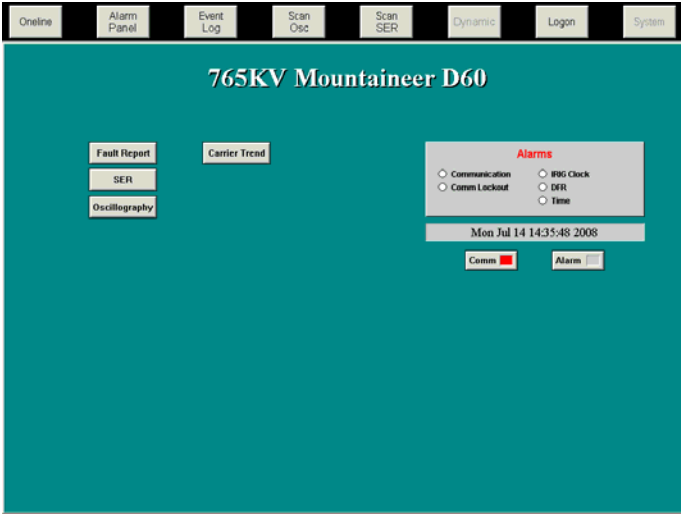 Oneline
Alarm
Panel
Event
Log
Scan
Osc
Scan
SER
Dynamic
Logon
System
765KV Mountaineer D60
Fault Report
Carrier Trend
SER
Oscillography
Alarms
Communication
IRIG Clock
Comm Lockout
DFR
Time
Mon Jul 14 14:35:48 2008
Comm
Alarm